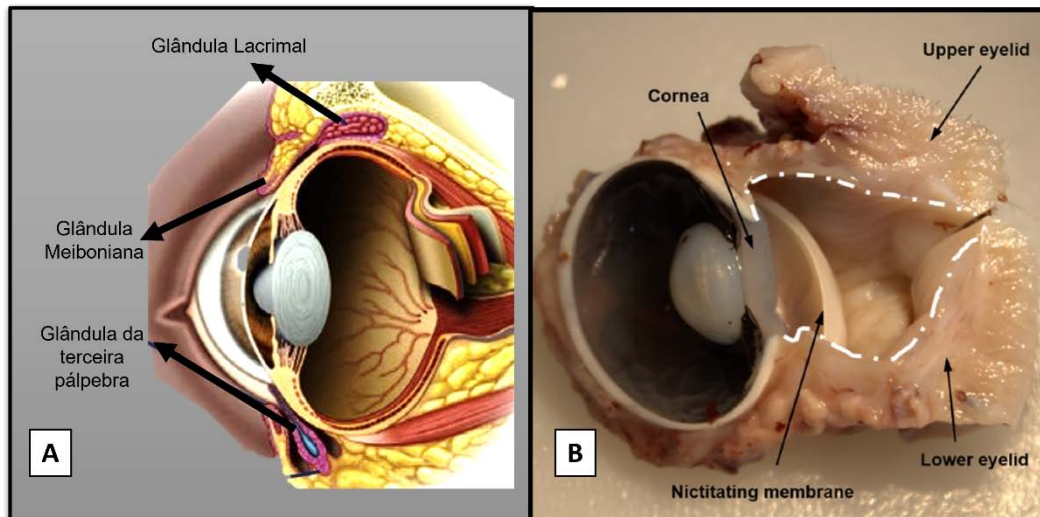 Glândula Lacrimal
Glândula
Meiboniana
Glândula da
terceira
pálpebra
A
Upper eyelid
Cornea
Lower eyelid
Nictitating membrane
B